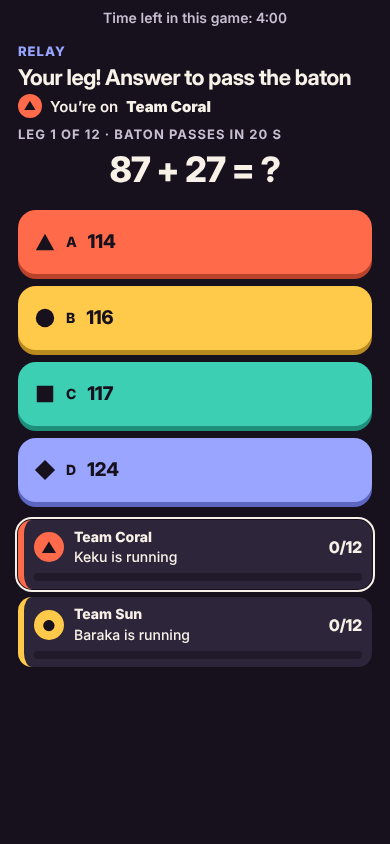 Time left in this game: 4:00
RELAY
Your leg! Answer to pass the baton
You're on Team Coral
LEG 1 OF 12 · BATON PASSES IN 20 S
87 + 27 = ?
A 114
B 116
C 117
D 124
Team Coral
Keku is running
0/12
Team Sun
Baraka is running
0/12